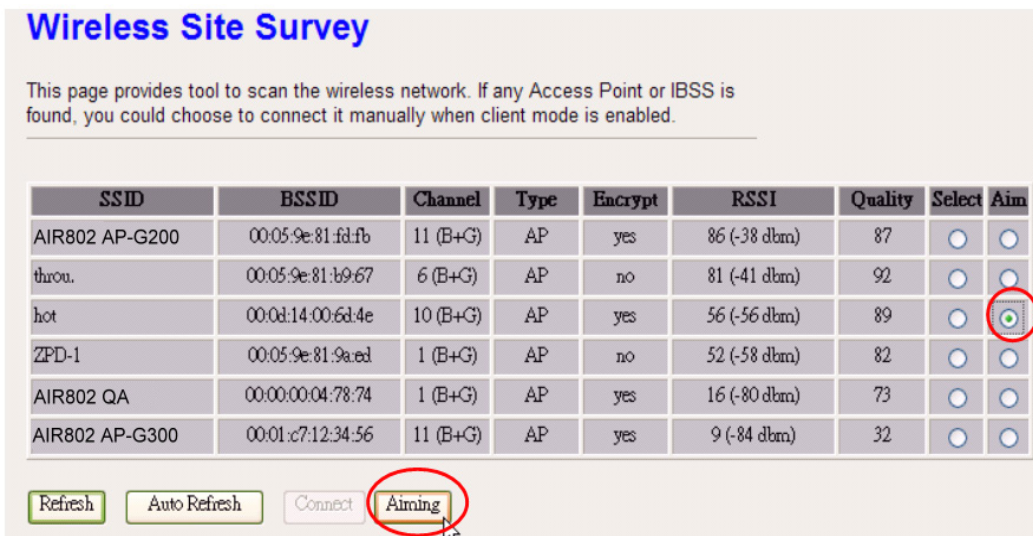 Wireless Site Survey
This page provides tool to scan the wireless network. If any Access Point or IBSS is
found, you could choose to connect it manually when client mode is enabled.
SSID BSSID Channel Type Encrypt RSSI Quality Select Aim
AIR802 AP-G200 00:05:9e:81:fd:fb 11 (B+G) AP yes 86 (-38 dbm) 87
throu. 00:05:9e:81:b9:67 6 (B+G) AP no 81 (-41 dbm) 92
hot 00:0d:14:00:6d:4e 10 (B+G) AP yes 56 (-56 dbm) 89
ZPD-1 00:05:9e:81:9a:ed 1 (B+G) AP no 52 (-58 dbm) 82
AIR802 QA 00:00:00:04:78:74 1 (B+G) AP yes 16 (-80 dbm) 73
AIR802 AP-G300 00:01:c7:12:34:56 11 (B+G) AP yes 9 (-84 dbm) 32
Refresh Auto Refresh Connect Aiming